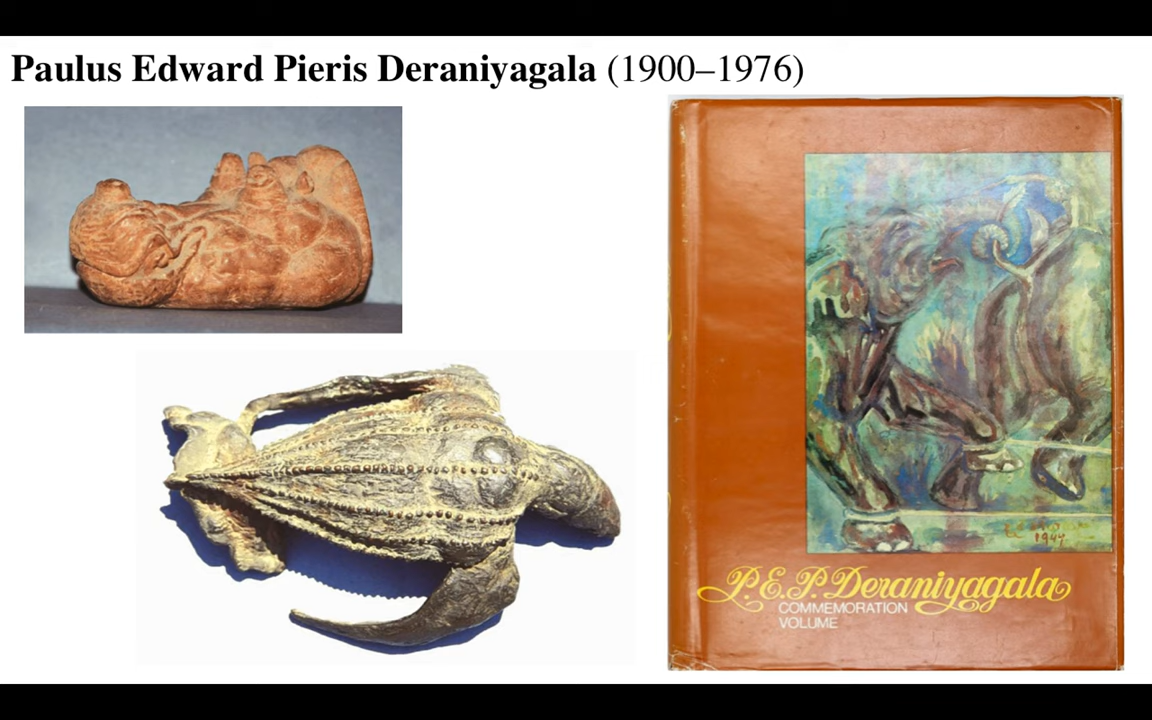 Paulus Edward Pieris Deraniyagala (1900–1976)
1944
P.E.P. Deraniyagala
COMMEMORATION
VOLUME